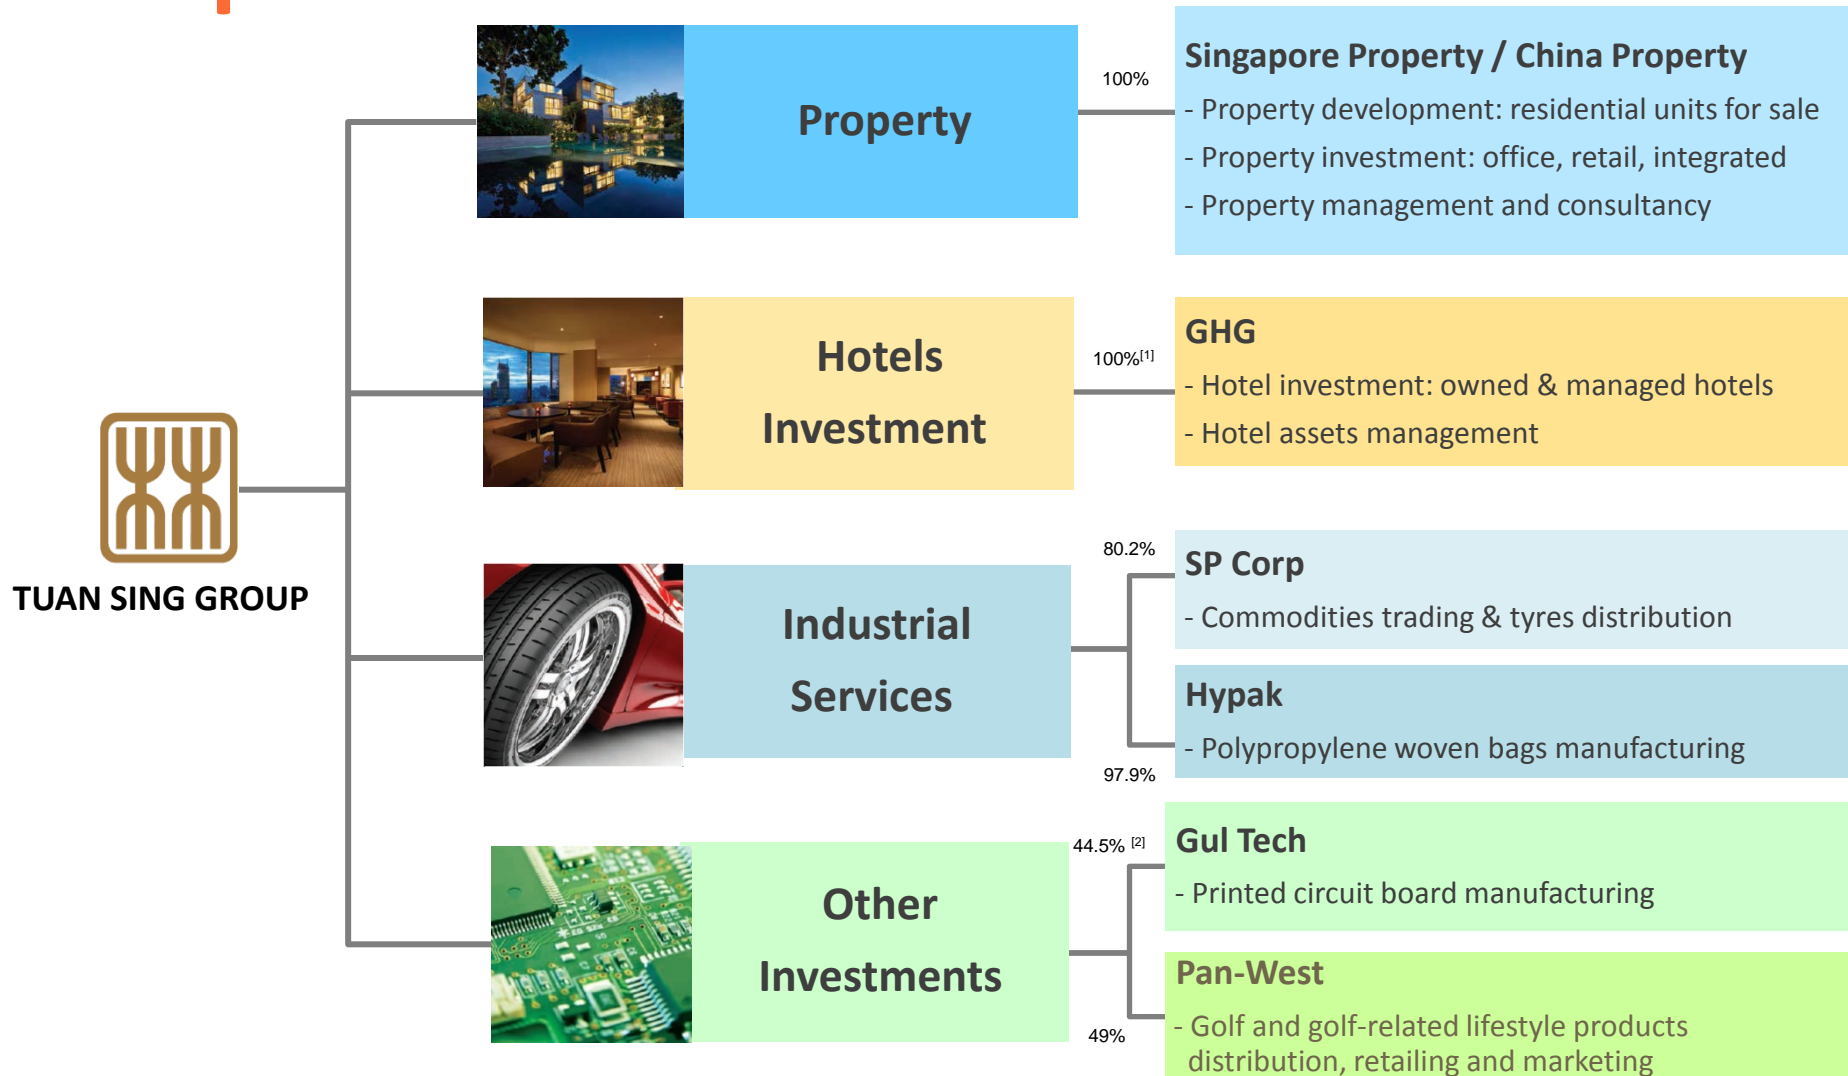 TUAN SING GROUP
Property
100%
Singapore Property / China Property
- Property development: residential units for sale
- Property investment: office, retail, integrated
- Property management and consultancy
Hotels
Investment
100%[1]
GHG
- Hotel investment: owned & managed hotels
- Hotel assets management
Industrial
Services
80.2%
SP Corp
- Commodities trading & tyres distribution
97.9%
Hypak
- Polypropylene woven bags manufacturing
Other
Investments
44.5% [2]
Gul Tech
- Printed circuit board manufacturing
49%
Pan-West
- Golf and golf-related lifestyle products
distribution, retailing and marketing